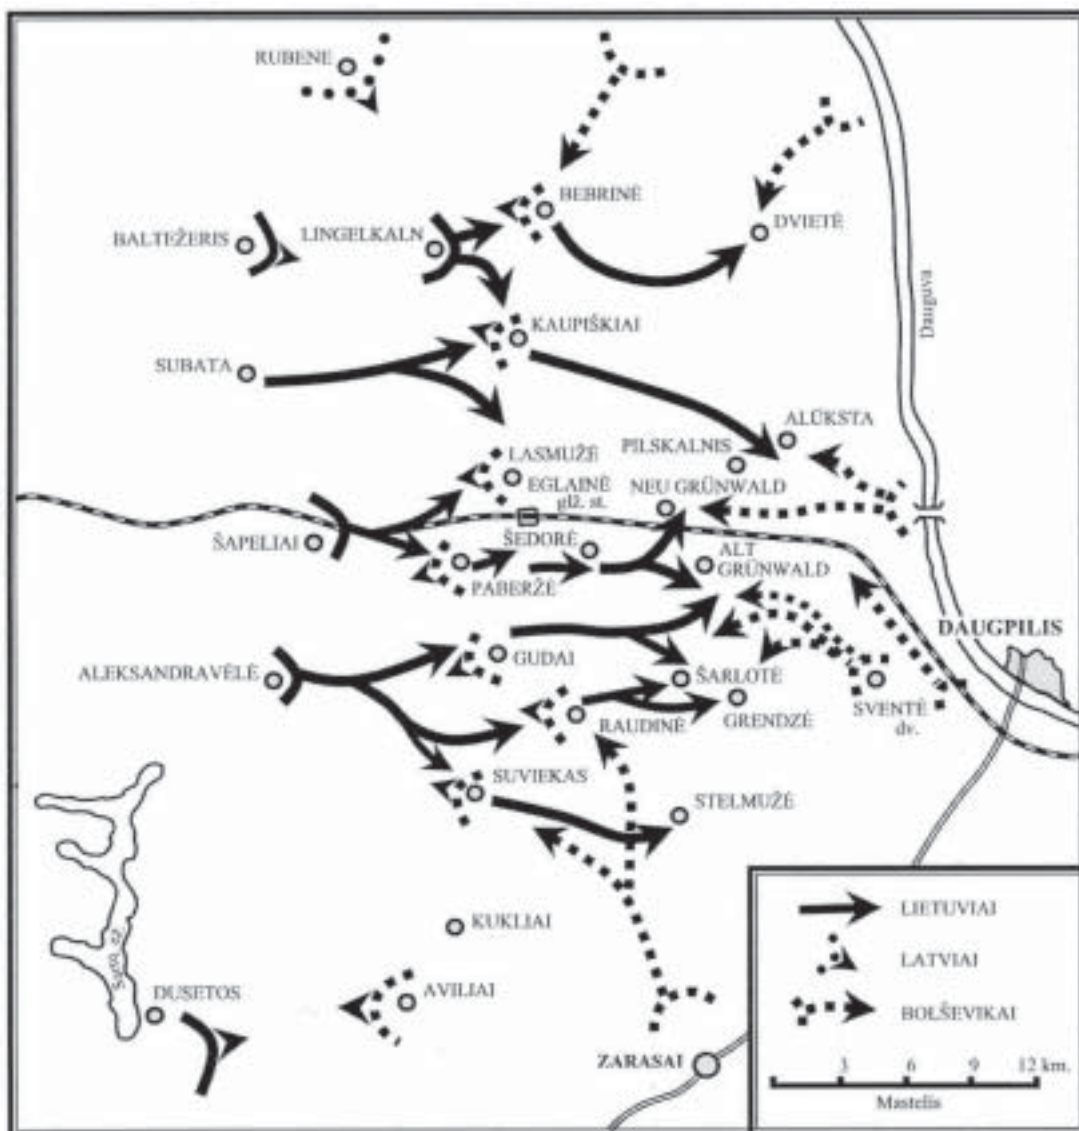 RUBENE
BEBRINĖ
DVIETĖ
BALTEŽERIS
LINGELKALN
Dauguva
KAUPIŠKIAI
SUBATA
ALŪKSTA
PILSKALNIS
LASMUŽĖ
EGLAINĖ
glž. st.
NEU GRÜNWALD
ŠAPELIAI
ŠEDORĖ
ALT
GRÜNWALD
PABERŽĖ
DAUGPILIS
ALEKSANDRAVĖLĖ
GUDAI
ŠARLOTĖ
GRENDZĖ
SVENTĖ
dv.
RAUDINĖ
SUVIEKAS
STELMUŽĖ
KUKLIAI
Sartų ež.
DUSETOS
AVILIAI
ZARASAI
LIETUVIAI
LATVIAI
BOLŠEVIKAI
3 6 9 12 km.
Mastelis